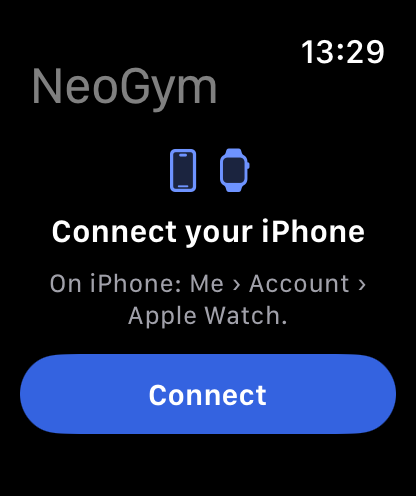 13:29
NeoGym
Connect your iPhone
On iPhone: Me › Account ›
Apple Watch.
Connect